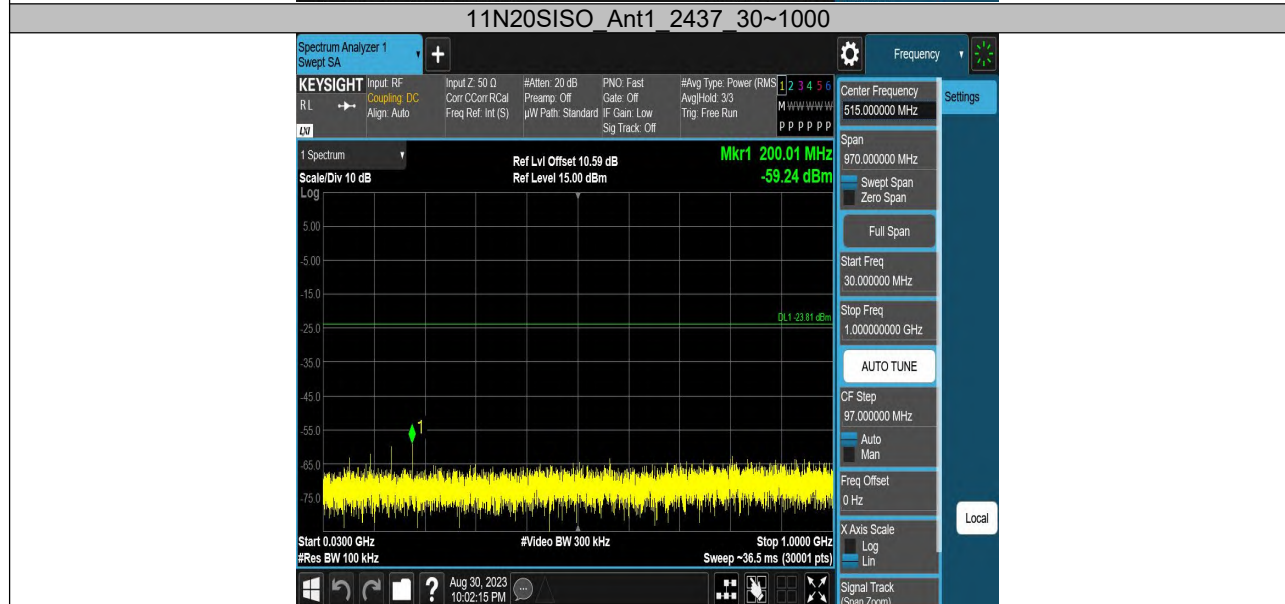 11N20SISO_Ant1_2437_30~1000
Spectrum Analyzer 1
Swept SA
+
Frequency
KEYSIGHT
RL
LXI
Input: RF
Coupling: DC
Align: Auto
Input Z: 50 Ω
Corr CCorr RCal
Freq Ref: Int (S)
#Atten: 20 dB
Preamp: Off
µW Path: Standard
PNO: Fast
Gate: Off
IF Gain: Low
Sig Track: Off
#Avg Type: Power (RMS
Avg|Hold: 3/3
Trig: Free Run
1 2 3 4 5 6
M W W W W W
P P P P P P
Center Frequency
515.000000 MHz
Settings
1 Spectrum
Scale/Div 10 dB
Log
Ref Lvl Offset 10.59 dB
Ref Level 15.00 dBm
Mkr1 200.01 MHz
-59.24 dBm
Span
970.000000 MHz
Swept Span
Zero Span
Full Span
Start Freq
30.000000 MHz
Stop Freq
1.000000000 GHz
AUTO TUNE
CF Step
97.000000 MHz
Auto
Man
Freq Offset
0 Hz
X Axis Scale
Log
Lin
Signal Track
(Span Zoom)
Local
5.00
-5.00
-15.0
DL1 -23.81 dBm
-25.0
-35.0
-45.0
-55.0
1
-65.0
-75.0
Start 0.0300 GHz
#Res BW 100 kHz
#Video BW 300 kHz
Stop 1.0000 GHz
Sweep ~36.5 ms (30001 pts)
?
Aug 30, 2023
10:02:15 PM